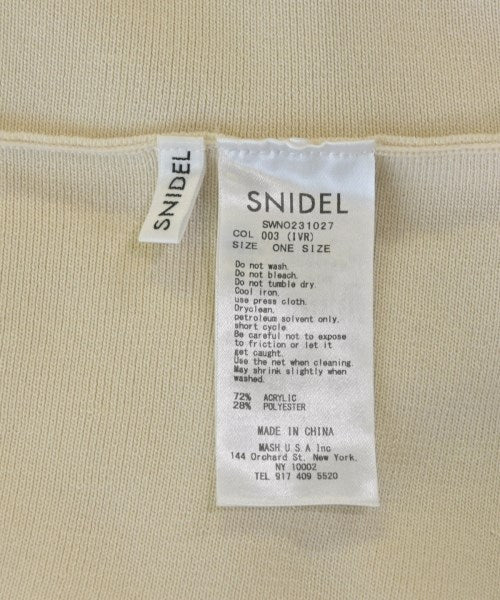 SNIDEL
SNIDEL
SWNO231027
COL 003 (IVR)
SIZE ONE SIZE
Do not wash.
Do not bleach.
Do not tumble dry.
Cool iron.
use press cloth.
Dryclean.
petroleum solvent only.
short cycle
Be careful not to expose
to friction or let it
get caught.
Use the net when cleaning.
May shrink slightly when
washed.
72% ACRYLIC
28% POLYESTER
MADE IN CHINA
MASH U.S.A Inc
144 Orchard St. New York.
NY 10002
TEL 917 409 5520